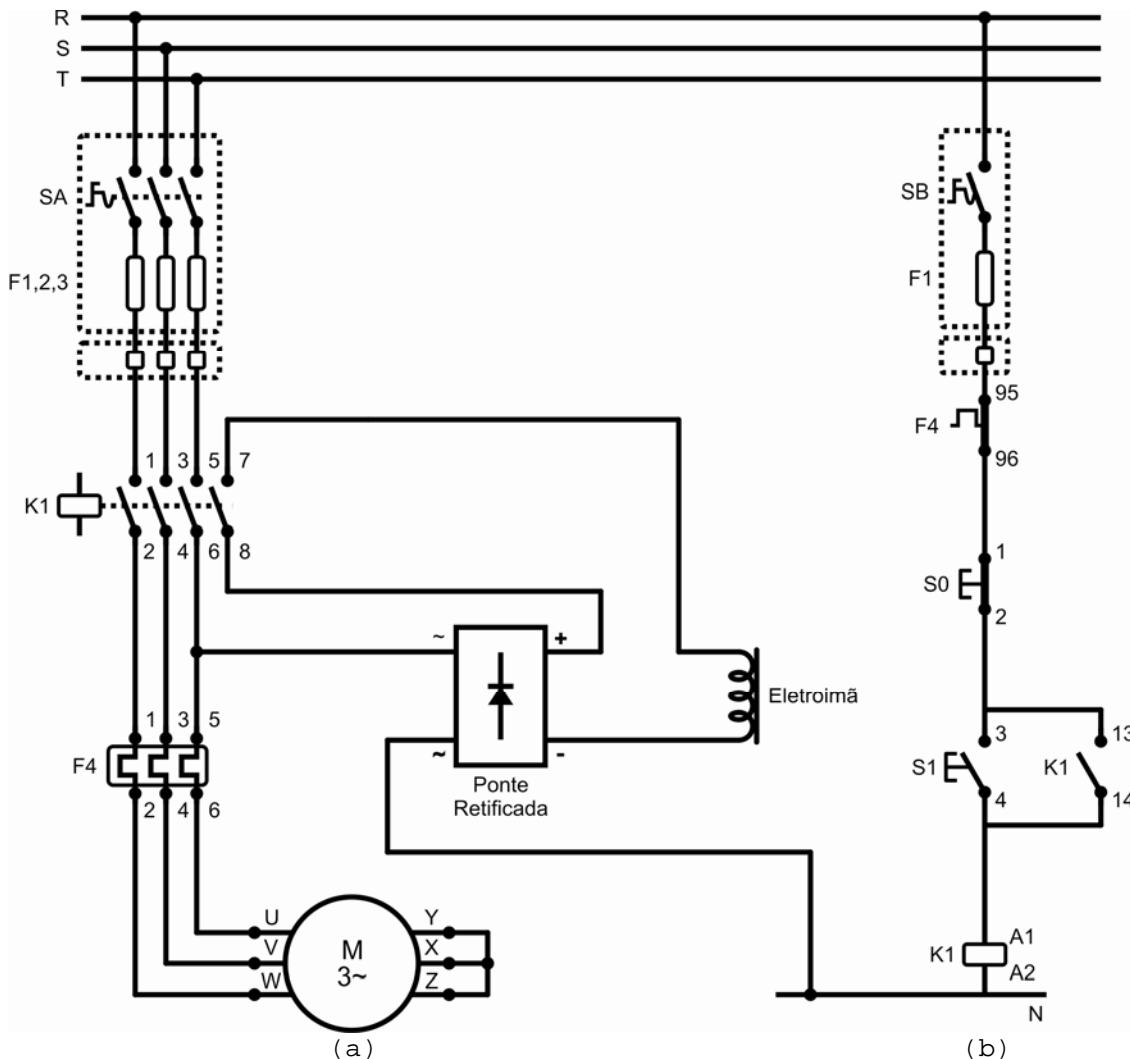 R
S
T
SA
SB
F1,2,3
F1
95
F4
96
1 3 5 7
K1
2 4 6 8
1
S0
2
~ +
Eletroimã
~ -
Ponte
Retificada
1 3 5
F4
2 4 6
3 13
S1 K1
4 14
U Y
V M X
3~
W Z
K1 A1
A2
N
(a) (b)